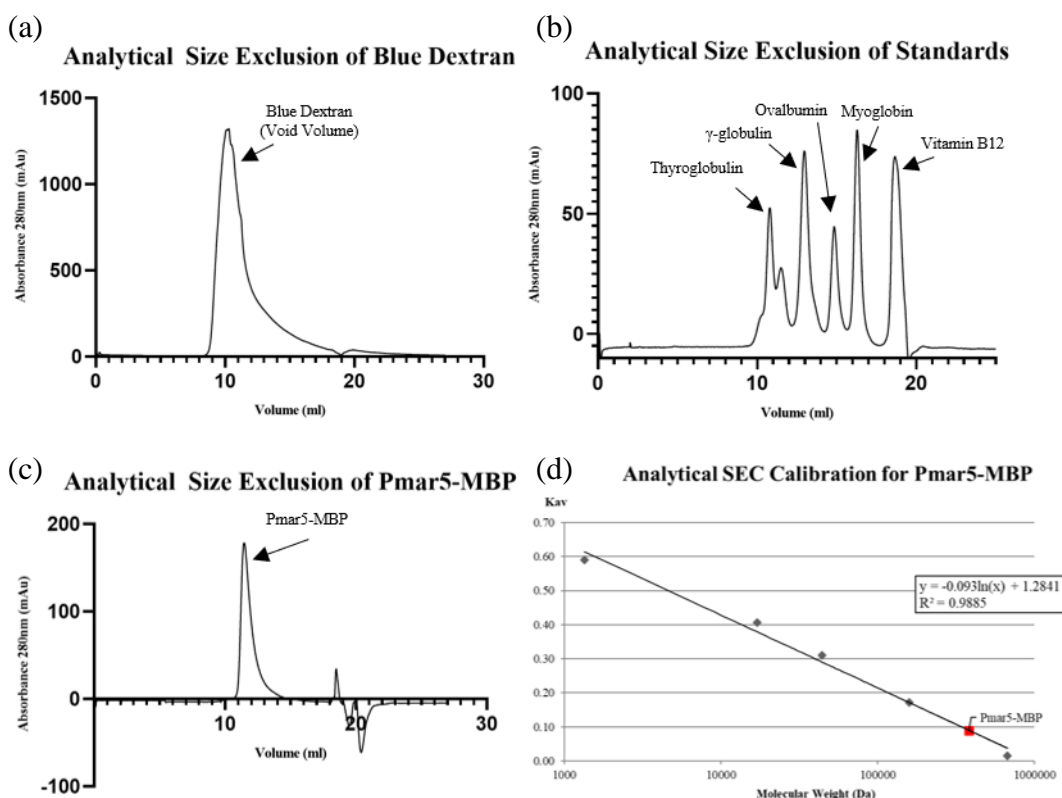 (a)
Analytical Size Exclusion of Blue Dextran
1500
1000
500
0
0
10
20
30
Absorbance 280nm (mAu)
Volume (ml)
Blue Dextran
(Void Volume)
(b)
Analytical Size Exclusion of Standards
100
50
0
0
10
20
Absorbance 280nm (mAu)
Volume (ml)
Thyroglobulin
γ-globulin
Ovalbumin
Myoglobin
Vitamin B12
(c)
Analytical Size Exclusion of Pmar5-MBP
200
100
0
-100
10
20
30
Absorbance 280nm (mAu)
Volume (ml)
Pmar5-MBP
(d)
Analytical SEC Calibration for Pmar5-MBP
Kav
0.70
0.60
0.50
0.40
0.30
0.20
0.10
0.00
1000
10000
100000
1000000
Molecular Weight (Da)
y = -0.093ln(x) + 1.2841
R² = 0.9885
Pmar5-MBP